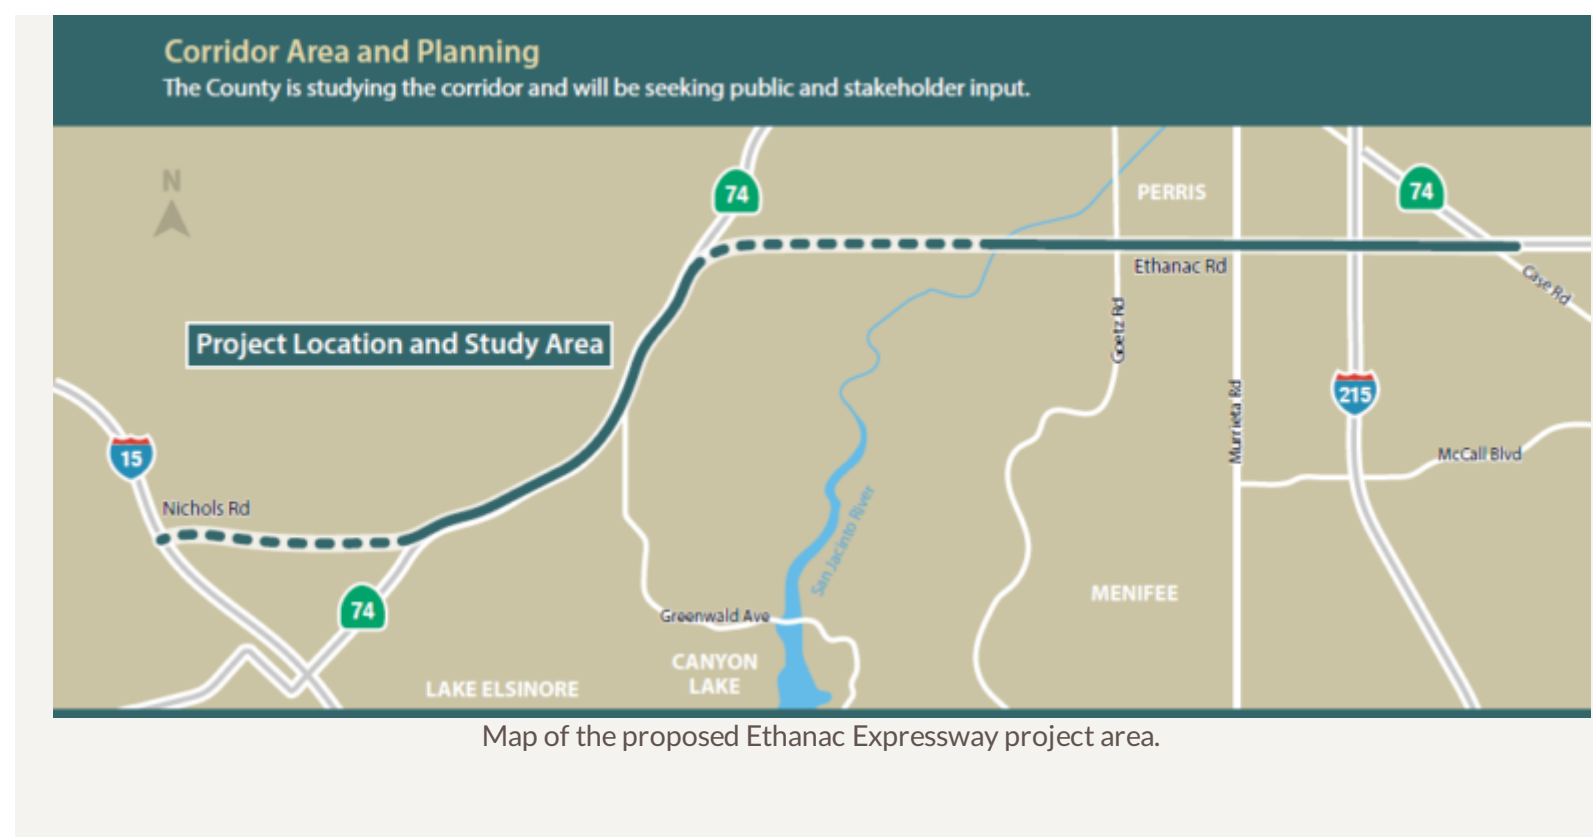 Corridor Area and Planning
The County is studying the corridor and will be seeking public and stakeholder input.
N
74
PERRIS
74
Ethanac Rd
Case Rd
Goetz Rd
Project Location and Study Area
215
Murrieta Rd
15
McCall Blvd
Nichols Rd
San Jacinto River
MENIFEE
74
Greenwald Ave
CANYON
LAKE
LAKE ELSINORE
Map of the proposed Ethanac Expressway project area.